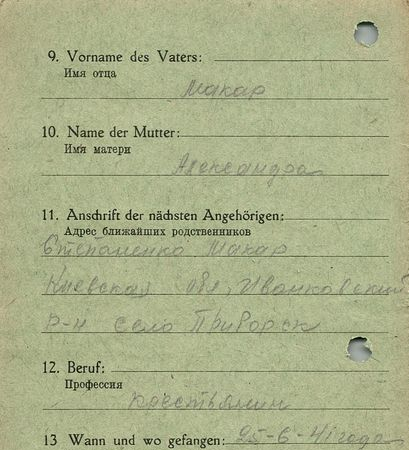 9. Vorname des Vaters:
Имя отца
Макар
10. Name der Mutter:
Имя матери
Александра
11. Anschrift der nächsten Angehörigen:
Адрес ближайших родственников
Степаненко Макар
Киевская обл, Иванковский
р-н село Приборск
12. Beruf:
Профессия
крестьянин
13 Wann und wo gefangen: 25-6-41 года